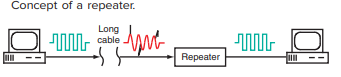 Concept of a repeater.
Long
cable
Repeater